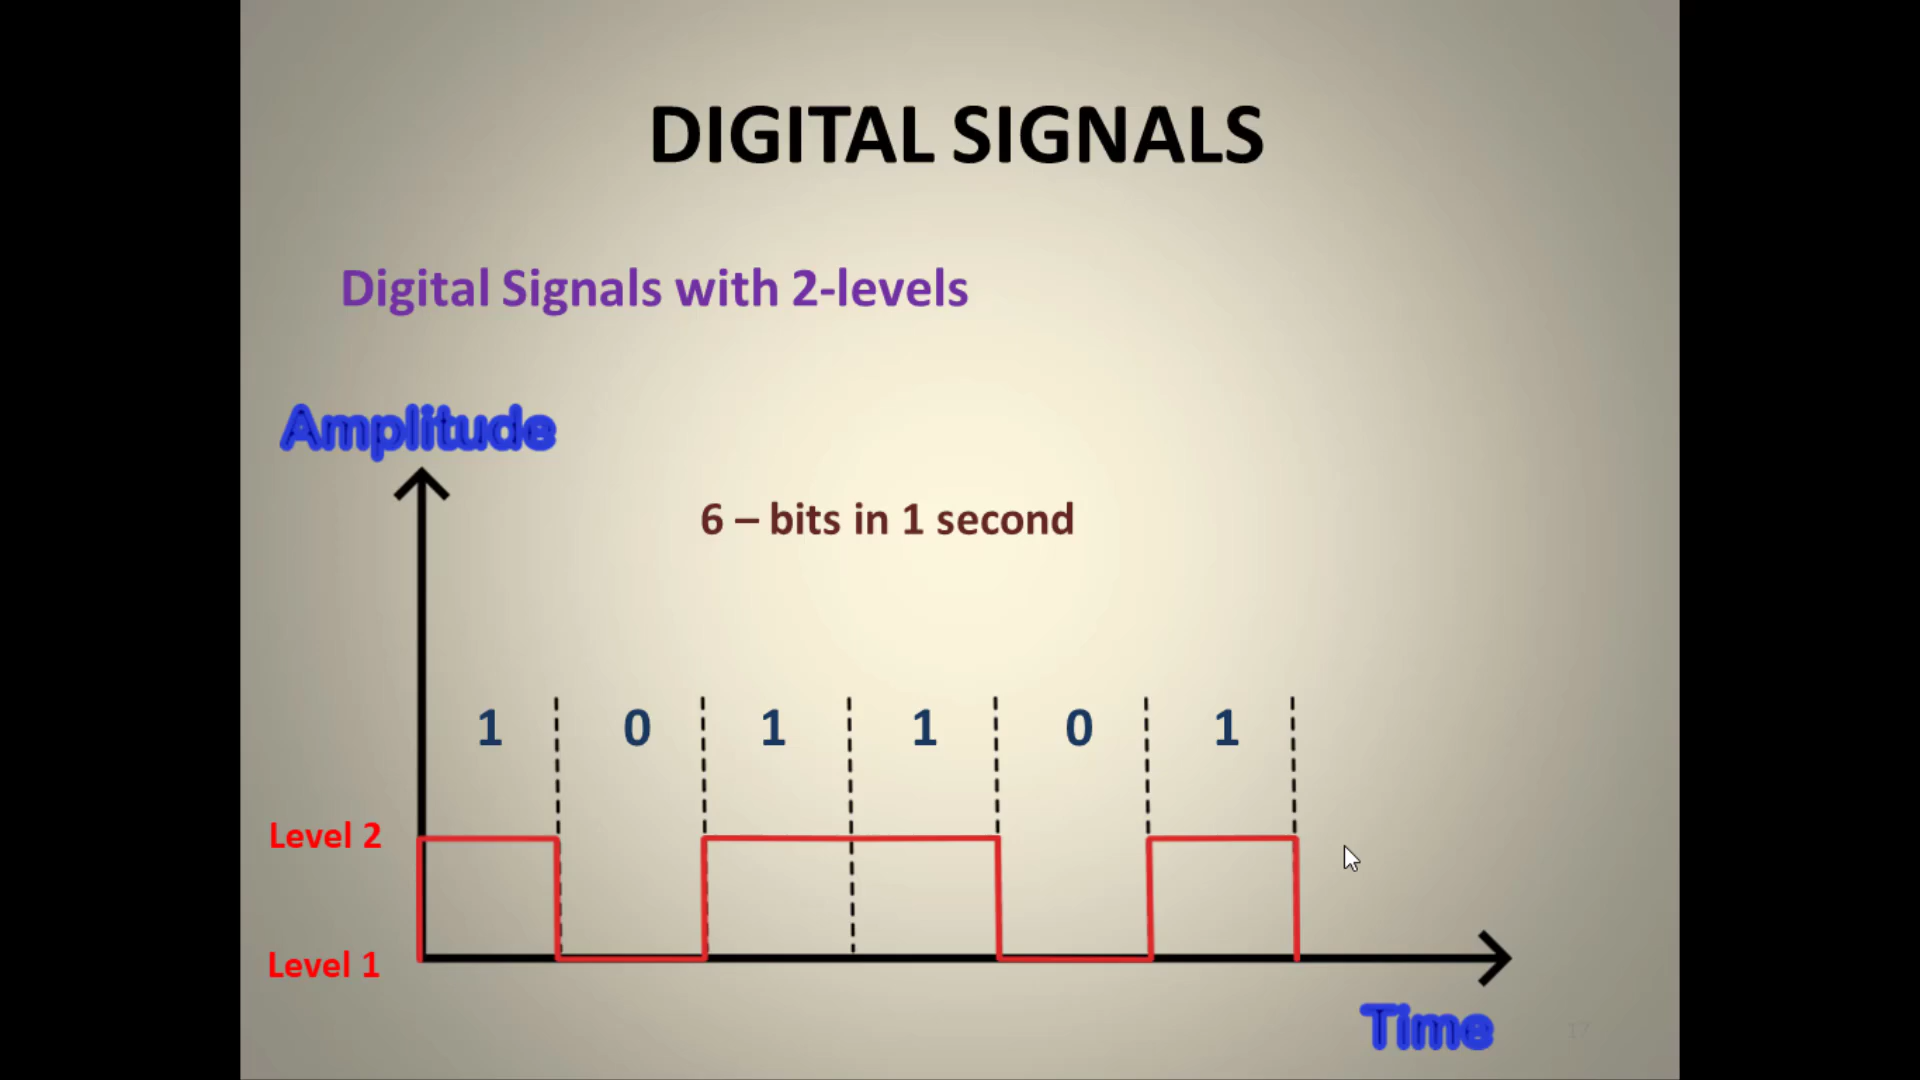 DIGITAL SIGNALS
Digital Signals with 2-levels
Amplitude
6 – bits in 1 second
1 0 1 1 0 1
Level 2
Level 1
Time
17